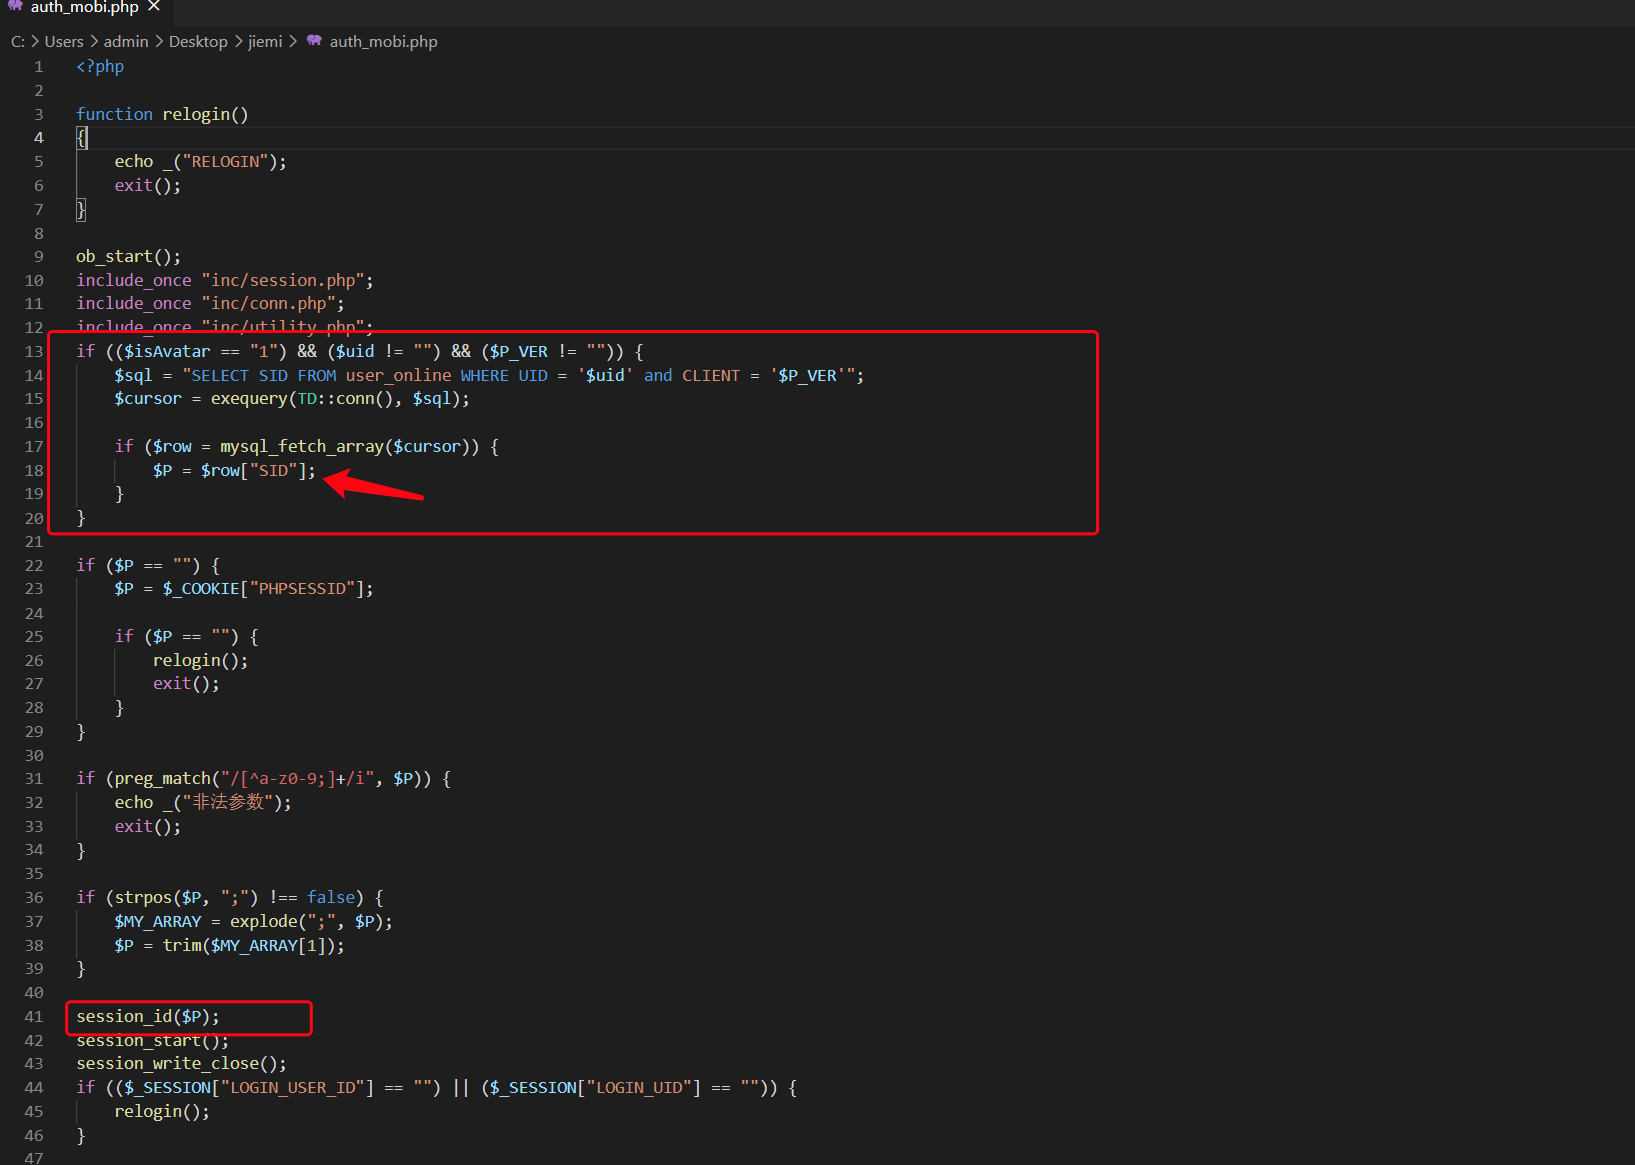 auth_mobi.php ×
C: > Users > admin > Desktop > jiemi > auth_mobi.php
1 <?php
2
3 function relogin()
4 {
5 echo _("RELOGIN");
6 exit();
7 }
8
9 ob_start();
10 include_once "inc/session.php";
11 include_once "inc/conn.php";
12 include_once "inc/utility.php";
13 if (($isAvatar == "1") && ($uid != "") && ($P_VER != "")) {
14 $sql = "SELECT SID FROM user_online WHERE UID = '$uid' and CLIENT = '$P_VER'";
15 $cursor = exequery(TD::conn(), $sql);
16
17 if ($row = mysql_fetch_array($cursor)) {
18 $P = $row["SID"];
19 }
20 }
21
22 if ($P == "") {
23 $P = $_COOKIE["PHPSESSID"];
24
25 if ($P == "") {
26 relogin();
27 exit();
28 }
29 }
30
31 if (preg_match("/[^a-z0-9;]+/i", $P)) {
32 echo _("非法参数");
33 exit();
34 }
35
36 if (strpos($P, ";") !== false) {
37 $MY_ARRAY = explode(";", $P);
38 $P = trim($MY_ARRAY[1]);
39 }
40
41 session_id($P);
42 session_start();
43 session_write_close();
44 if (($_SESSION["LOGIN_USER_ID"] == "") || ($_SESSION["LOGIN_UID"] == "")) {
45 relogin();
46 }
47